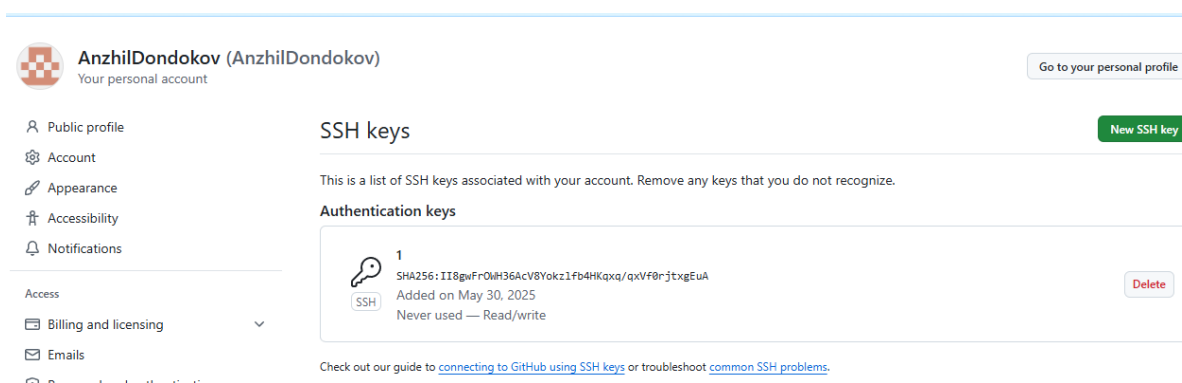 AnzhilDondokov (AnzhilDondokov)
Your personal account
Go to your personal profile
Public profile
Account
Appearance
Accessibility
Notifications
Access
Billing and licensing
Emails
SSH keys
New SSH key
This is a list of SSH keys associated with your account. Remove any keys that you do not recognize.
Authentication keys
1
SHA256:II8gwFrOWH36AcV8Yokzlfb4HKqxq/qxVf0rjtxgEuA
SSH
Added on May 30, 2025
Never used — Read/write
Delete
Check out our guide to connecting to GitHub using SSH keys or troubleshoot common SSH problems.